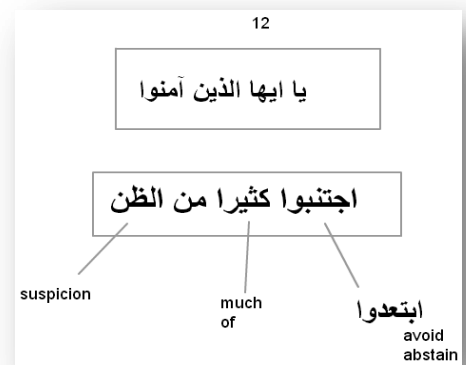 12
يا ايها الذين آمنوا
اجتنبوا كثيرا من الظن
suspicion
much
of
ابتعدوا
avoid
abstain